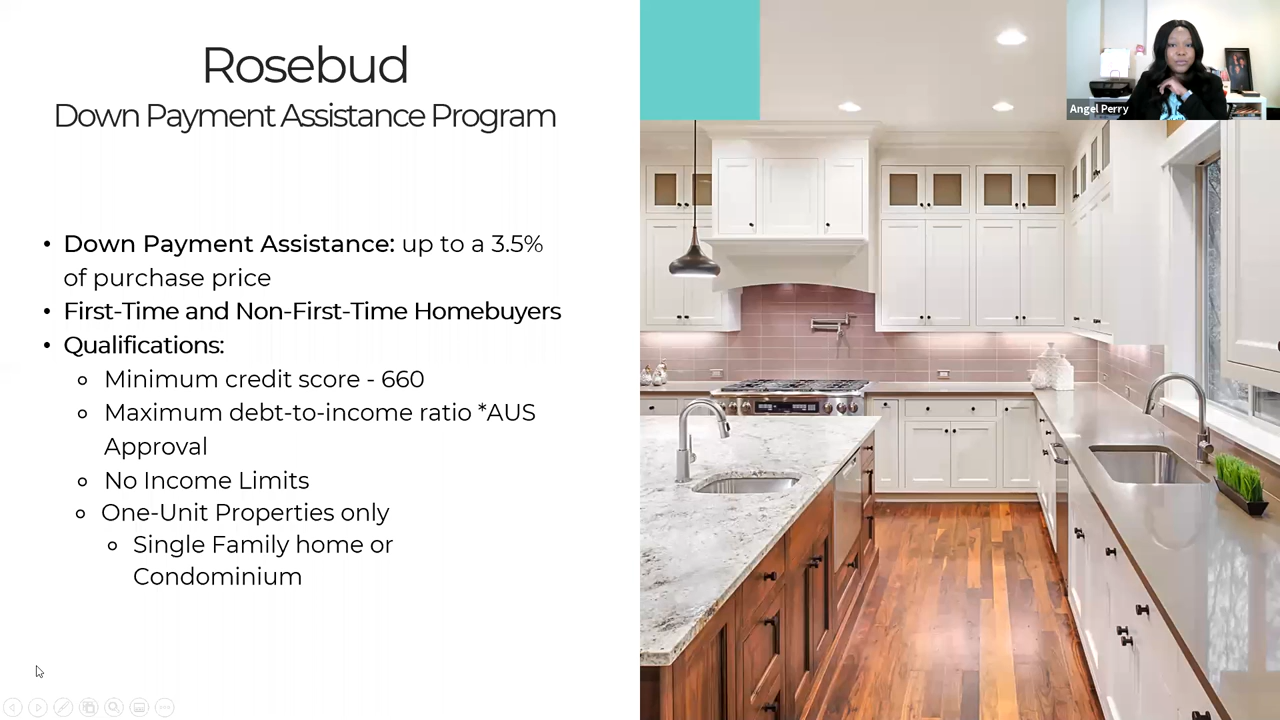 Rosebud
Down Payment Assistance Program
• Down Payment Assistance: up to a 3.5%
of purchase price
• First-Time and Non-First-Time Homebuyers
• Qualifications:
○ Minimum credit score - 660
○ Maximum debt-to-income ratio *AUS
Approval
○ No Income Limits
○ One-Unit Properties only
○ Single Family home or
Condominium
Angel Perry